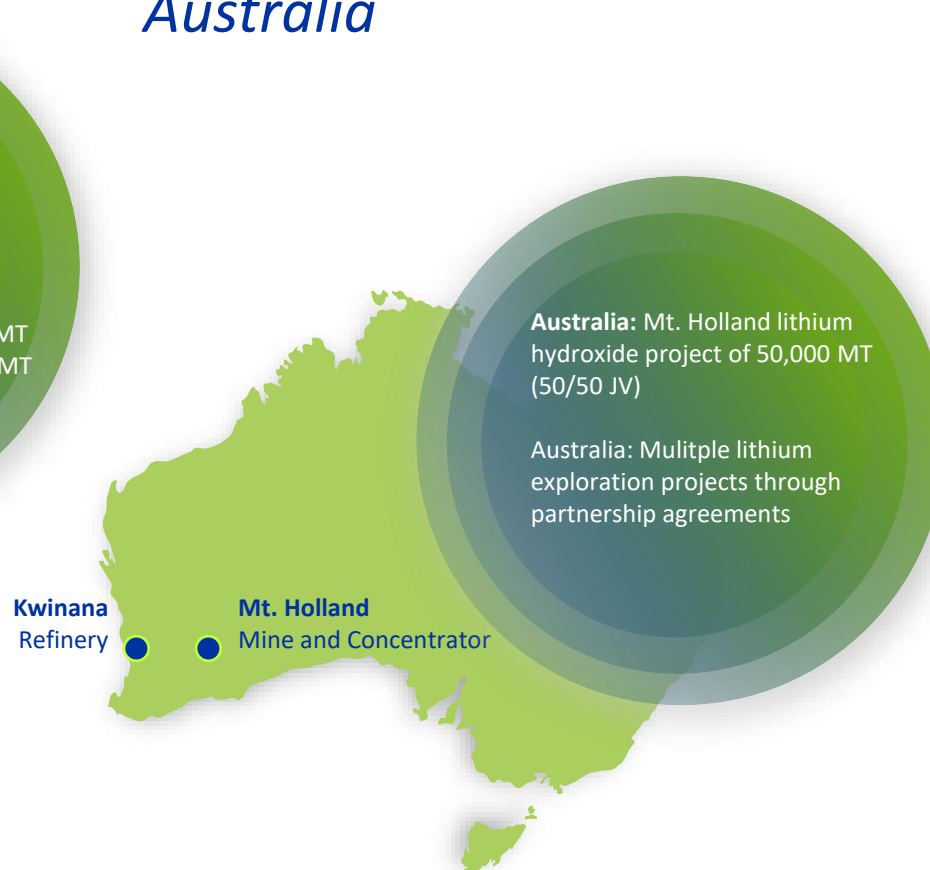 Australia
MT
MT
Australia: Mt. Holland lithium
hydroxide project of 50,000 MT
(50/50 JV)
Australia: Mulitple lithium
exploration projects through
partnership agreements
Kwinana
Refinery
Mt. Holland
Mine and Concentrator